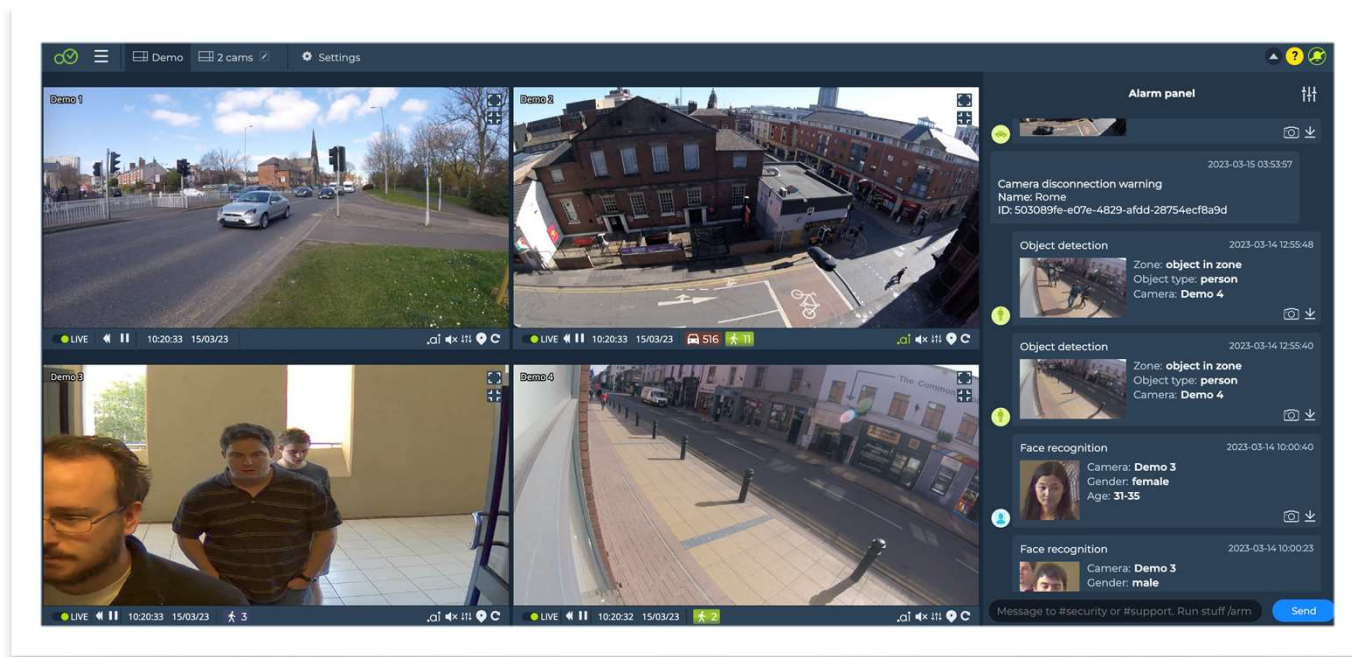 Demo
2 cams
Settings
Demo 1
LIVE 10:20:33 15/03/23 .ai
Demo 2
LIVE 10:20:33 15/03/23 516 11 .ai
Demo 3
LIVE 10:20:33 15/03/23 3 .ai
Demo 4
The Common
LIVE 10:20:32 15/03/23 2 .ai
?
Alarm panel
2023-03-15 03:53:57
Camera disconnection warning
Name: Rome
ID: 503089fe-e07e-4829-afdd-28754ecf8a9d
Object detection 2023-03-14 12:55:48
Zone: object in zone
Object type: person
Camera: Demo 4
Object detection 2023-03-14 12:55:40
Zone: object in zone
Object type: person
Camera: Demo 4
Face recognition 2023-03-14 10:00:40
Camera: Demo 3
Gender: female
Age: 31-35
Face recognition 2023-03-14 10:00:23
Camera: Demo 3
Gender: male
Message to #security or #support. Run stuff /arm
Send